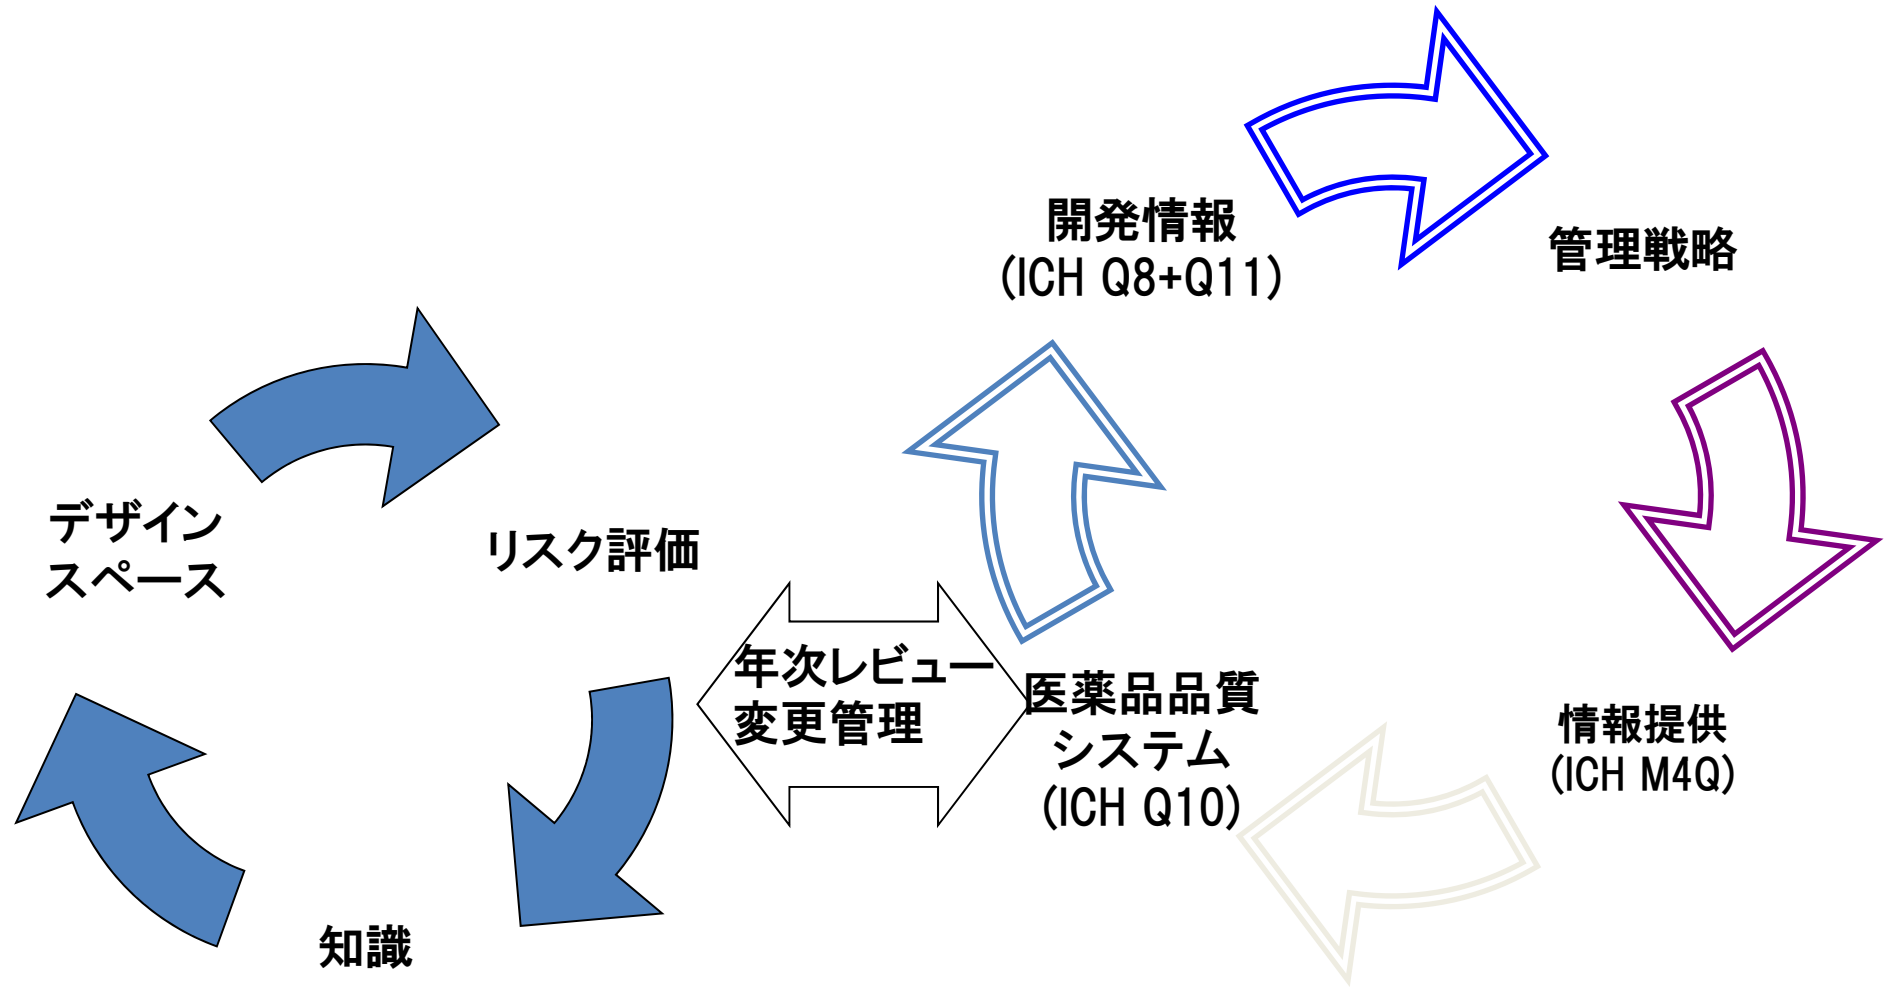 開発情報
(ICH Q8+Q11)
管理戦略
デザイン
スペース
リスク評価
年次レビュー
変更管理
医薬品品質
システム
(ICH Q10)
情報提供
(ICH M4Q)
知識